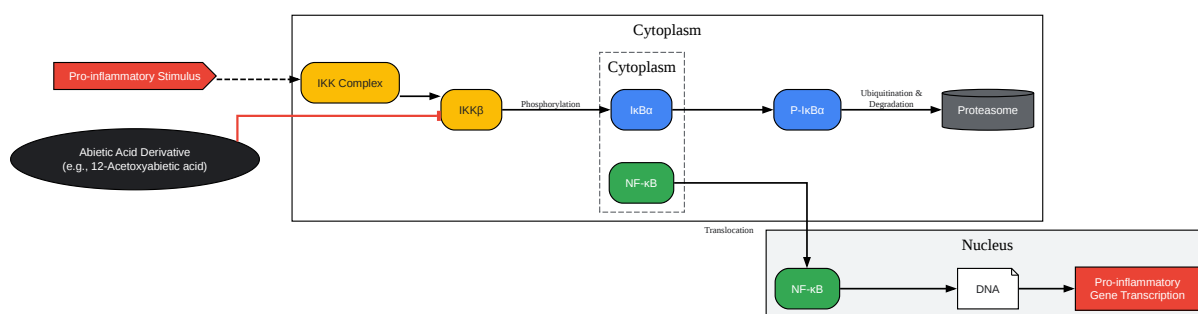 Cytoplasm
Pro-inflammatory Stimulus
IKK Complex
Cytoplasm
IKKβ
Phosphorylation
IκBα
P-IκBα
Ubiquitination &
Degradation
Proteasome
Abietic Acid Derivative
(e.g., 12-Acetoxyabietic acid)
NF-κB
Translocation
Nucleus
NF-κB
DNA
Pro-inflammatory
Gene Transcription